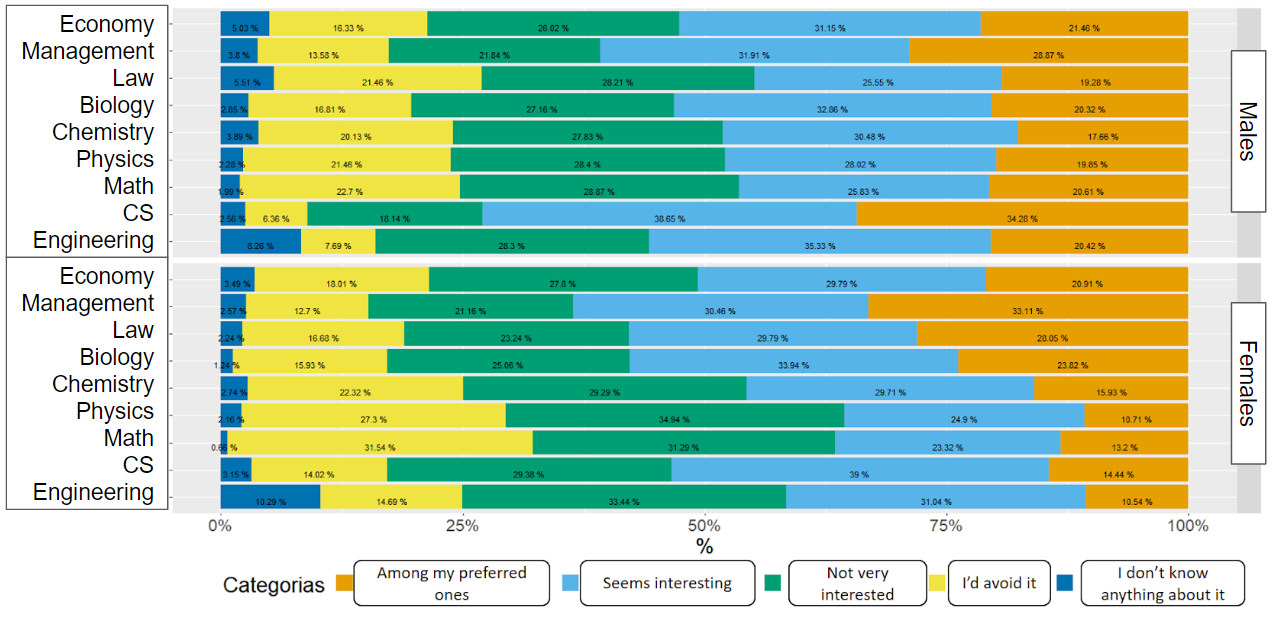 Economy 5.03 % 16.33 % 26.02 % 31.15 % 21.46 %
Management 3.8 % 13.58 % 21.84 % 31.91 % 28.87 %
Law 5.51 % 21.46 % 28.21 % 25.55 % 19.28 %
Biology 2.85 % 16.81 % 27.16 % 32.86 % 20.32 %
Chemistry 3.89 % 20.13 % 27.83 % 30.48 % 17.66 %
Physics 2.28 % 21.46 % 28.4 % 28.02 % 19.85 %
Math 1.99 % 22.7 % 28.87 % 25.83 % 20.61 %
CS 2.56 % 6.36 % 18.14 % 38.65 % 34.28 %
Engineering 8.26 % 7.69 % 28.3 % 35.33 % 20.42 %
Males
Economy 3.49 % 18.01 % 27.8 % 29.79 % 20.91 %
Management 2.57 % 12.7 % 21.16 % 30.46 % 33.11 %
Law 2.24 % 16.68 % 23.24 % 29.79 % 28.05 %
Biology 1.24 % 15.93 % 25.06 % 33.94 % 23.82 %
Chemistry 2.74 % 22.32 % 29.29 % 29.71 % 15.93 %
Physics 2.16 % 27.3 % 34.94 % 24.9 % 10.71 %
Math 0.66 % 31.54 % 31.29 % 23.32 % 13.2 %
CS 3.15 % 14.02 % 29.38 % 39 % 14.44 %
Engineering 10.29 % 14.69 % 33.44 % 31.04 % 10.54 %
Females
0% 25% 50% 75% 100%
%
Categorias
Among my preferred
ones
Seems interesting
Not very
interested
I'd avoid it
I don't know
anything about it